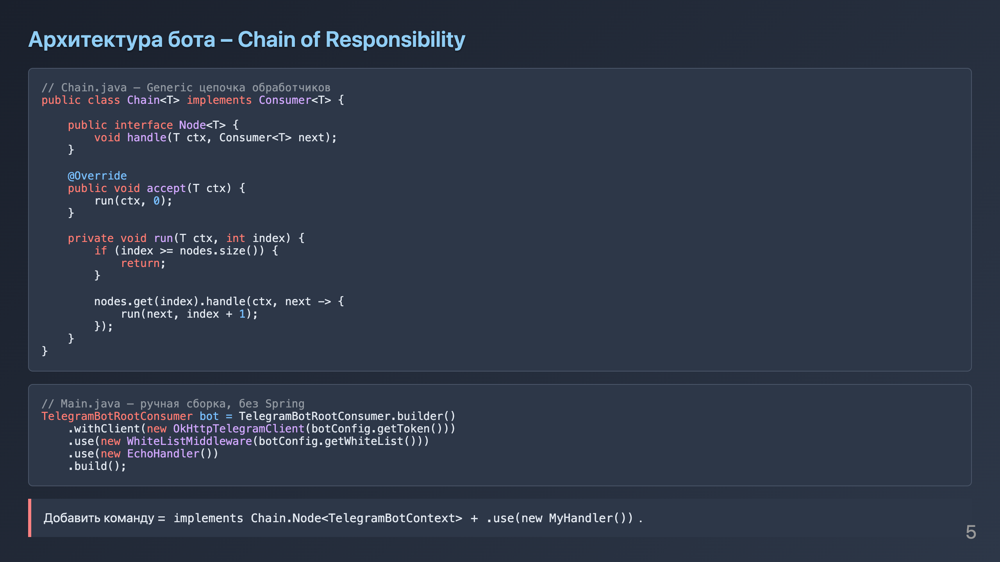 Архитектура бота – Chain of Responsibility
// Chain.java — Generic цепочка обработчиков
public class Chain<T> implements Consumer<T> {
    public interface Node<T> {
        void handle(T ctx, Consumer<T> next);
    }
    @Override
    public void accept(T ctx) {
        run(ctx, 0);
    }
    private void run(T ctx, int index) {
        if (index >= nodes.size()) {
            return;
        }
        nodes.get(index).handle(ctx, next -> {
            run(next, index + 1);
        });
    }
}
// Main.java — ручная сборка, без Spring
TelegramBotRootConsumer bot = TelegramBotRootConsumer.builder()
    .withClient(new OkHttpTelegramClient(botConfig.getToken()))
    .use(new WhiteListMiddleware(botConfig.getWhiteList()))
    .use(new EchoHandler())
    .build();
Добавить команду = implements Chain.Node<TelegramBotContext> + .use(new MyHandler()) .
5